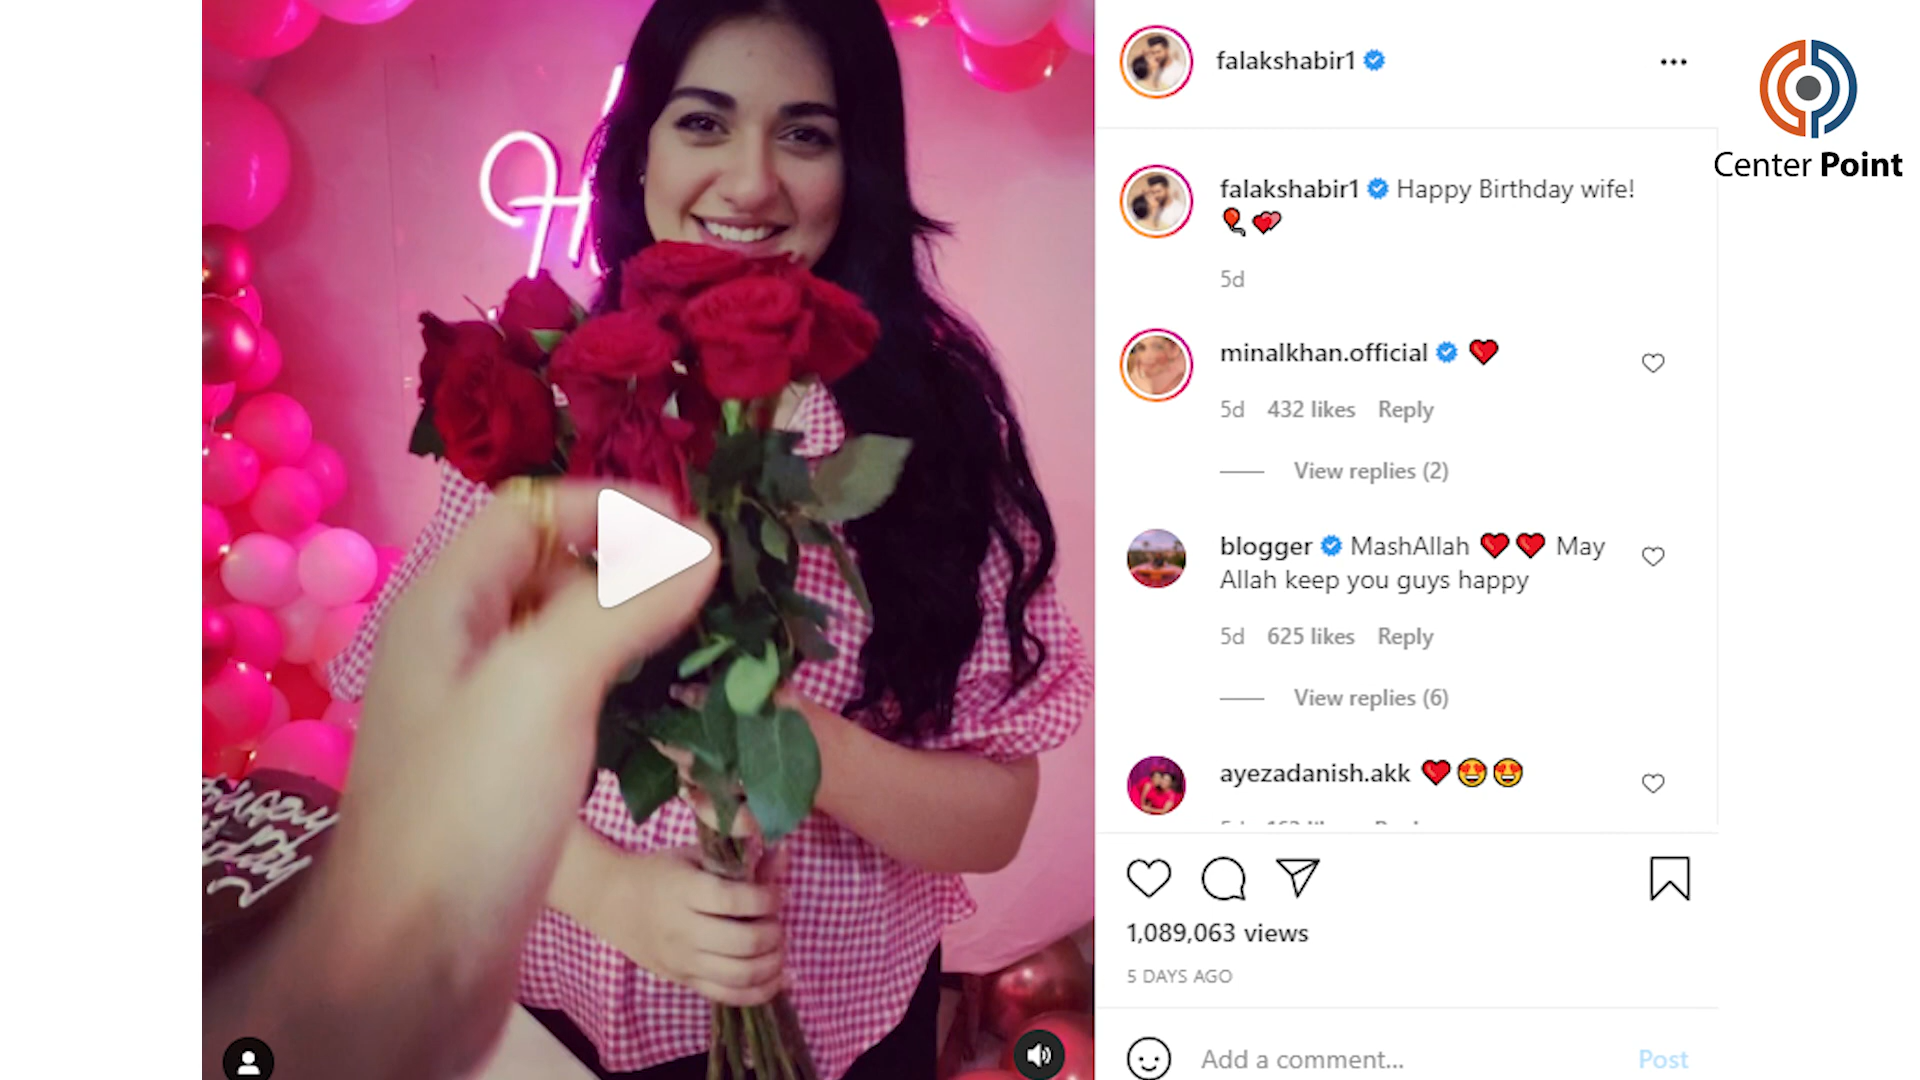 falakshabir1
Center Point
falakshabir1 Happy Birthday wife!
5d
minalkhan.official
5d 432 likes Reply
View replies (2)
blogger MashAllah May
Allah keep you guys happy
5d 625 likes Reply
View replies (6)
ayezadanish.akk
1,089,063 views
5 DAYS AGO
Add a comment... Post
H
Happy